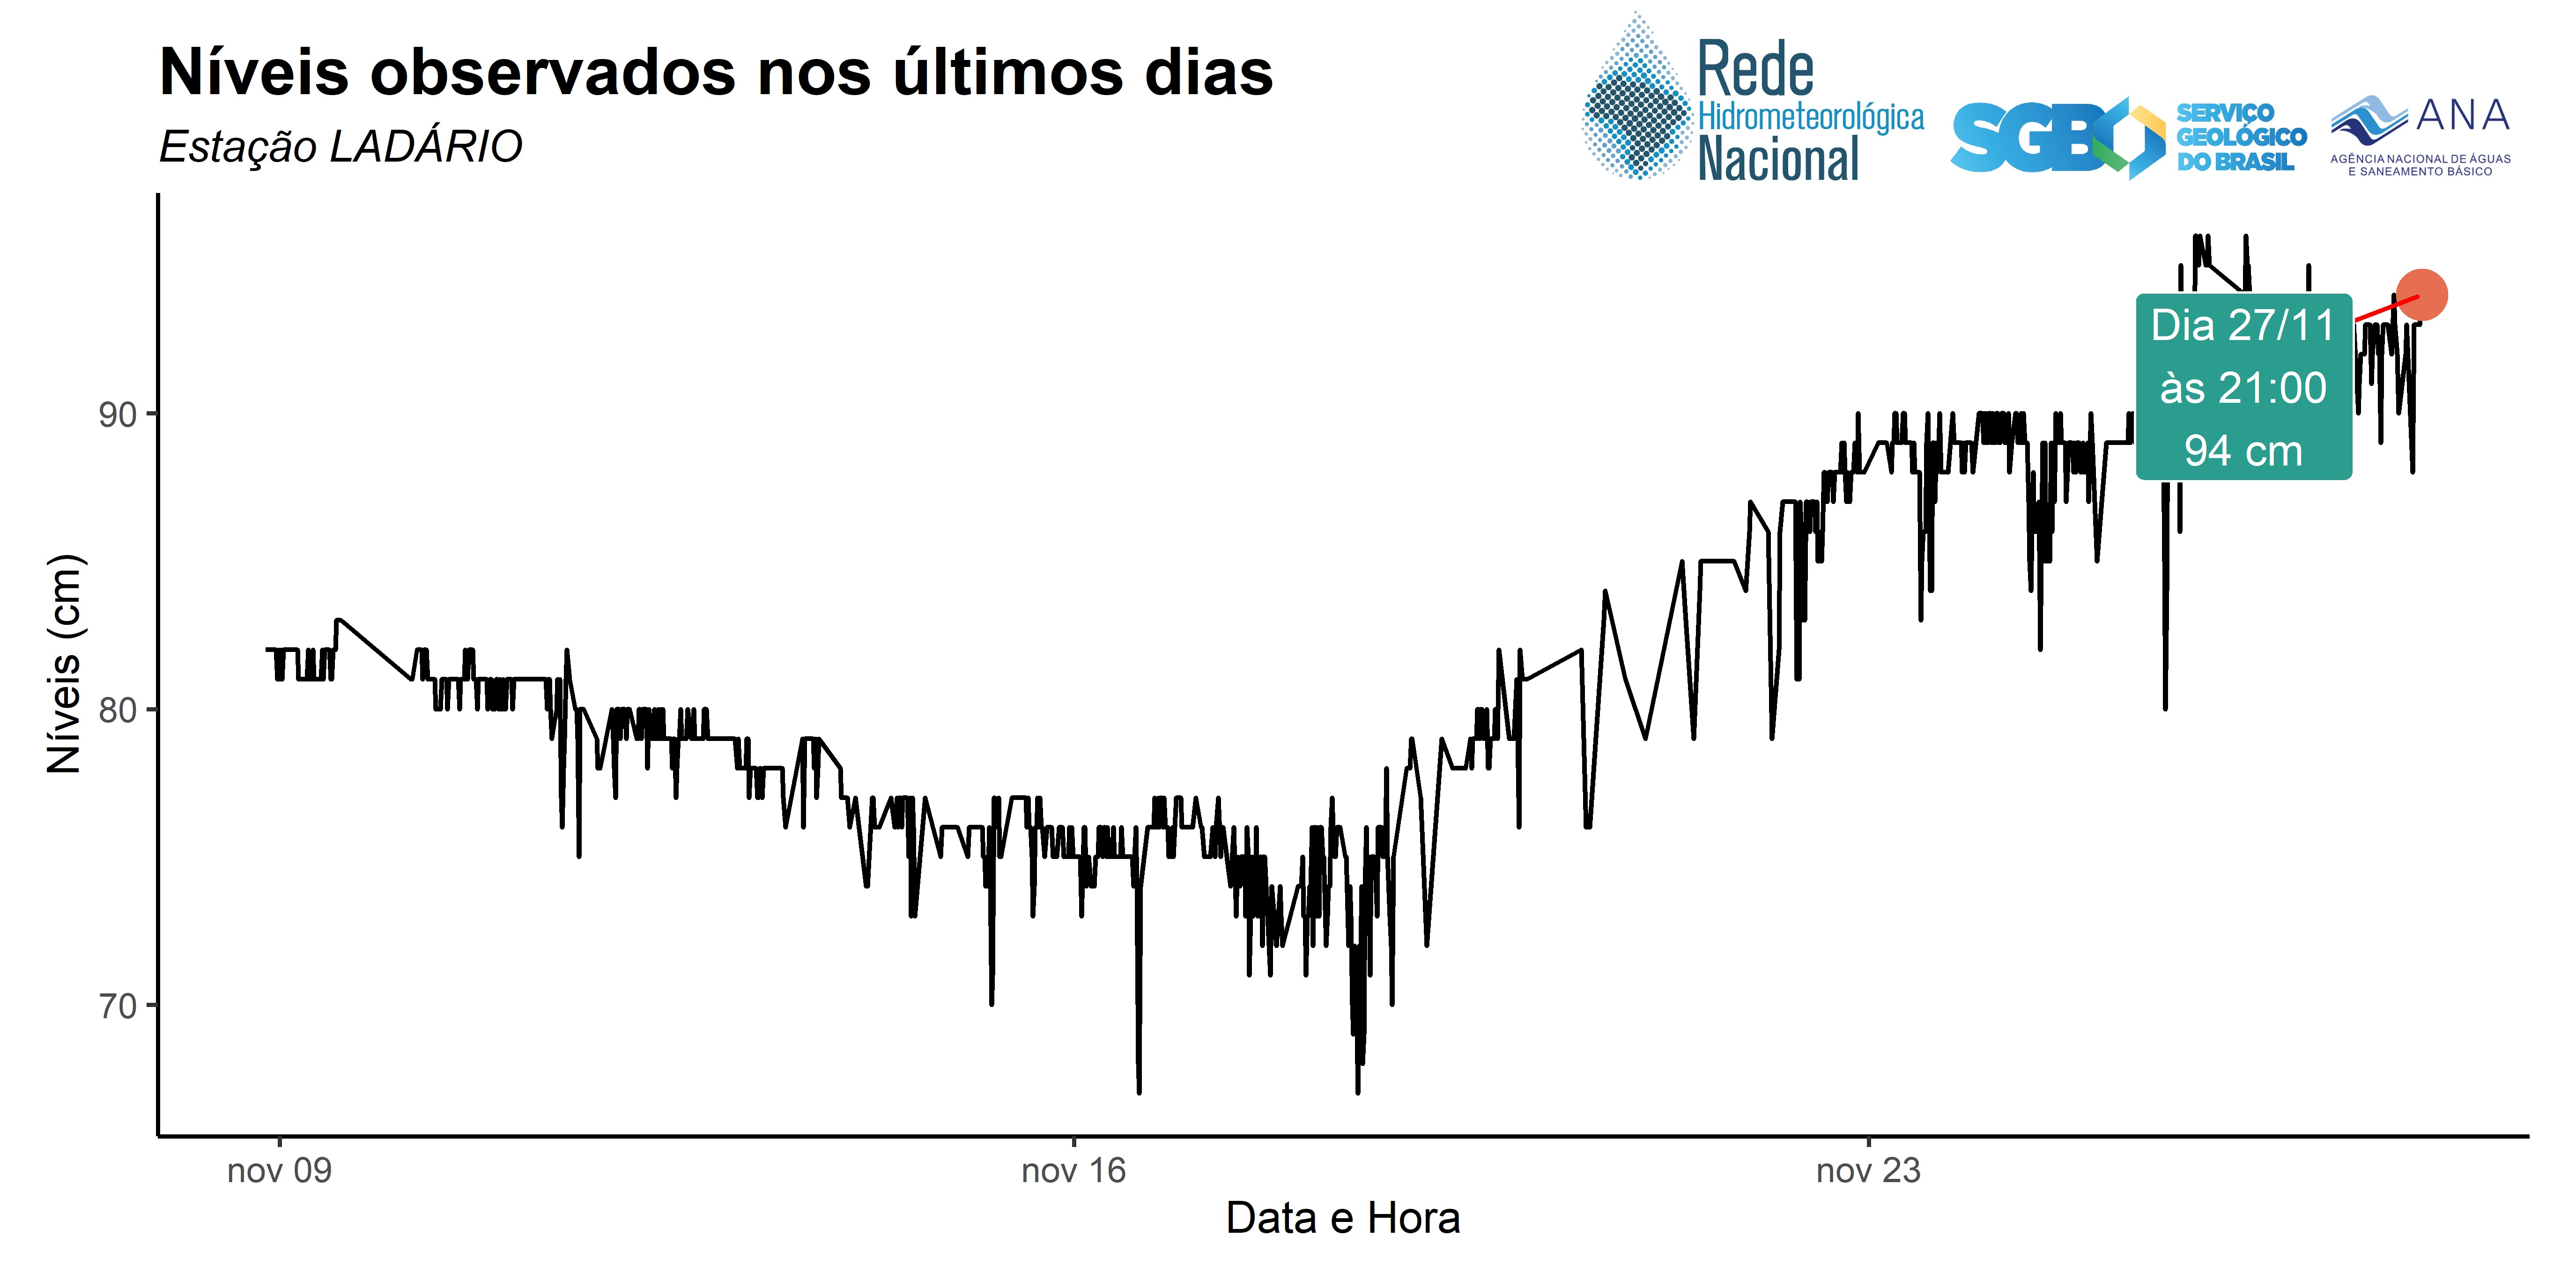 Níveis observados nos últimos dias
Estação LADÁRIO
Rede
Hidrometeorológica
Nacional
SGB
SERVIÇO
GEOLÓGICO
DO BRASIL
ANA
AGÊNCIA NACIONAL DE ÁGUAS
E SANEAMENTO BÁSICO
Dia 27/11
às 21:00
94 cm
90
80
70
Níveis (cm)
nov 09
nov 16
nov 23
Data e Hora